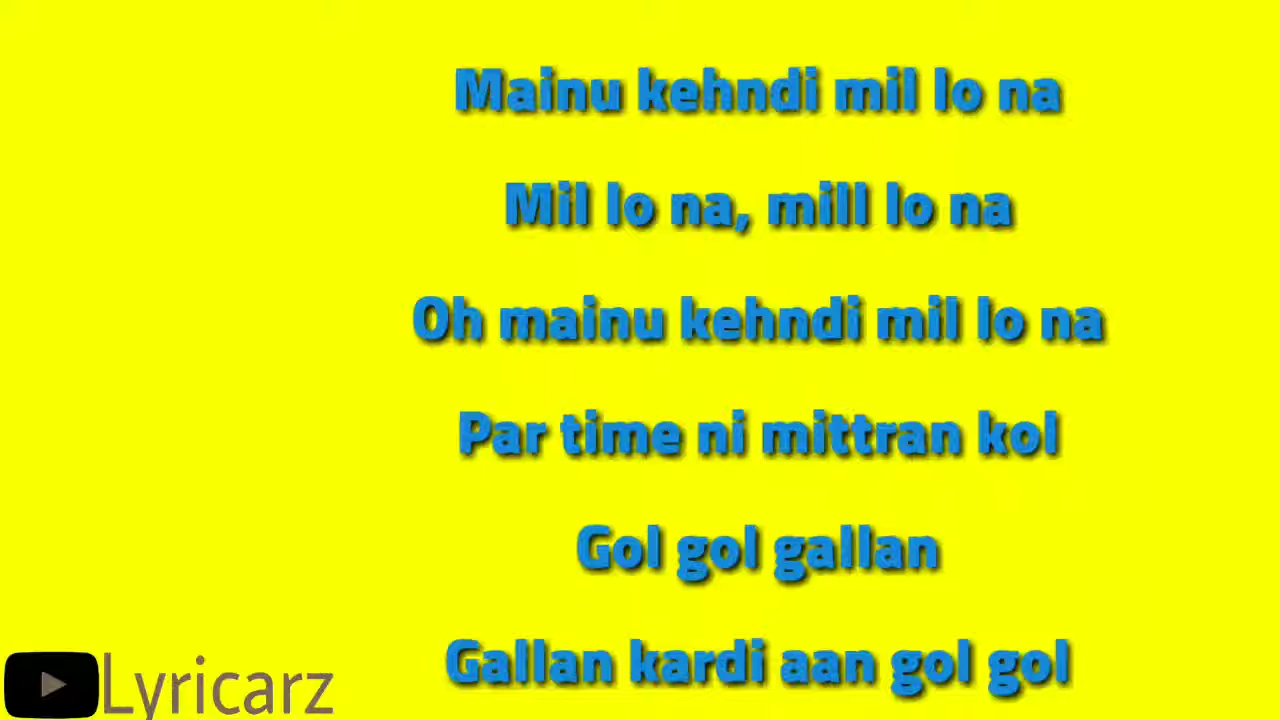 Mainu kehndi mil lo na
Mil lo na, mill lo na
Oh mainu kehndi mil lo na
Par time ni mittran kol
Gol gol gallan
Gallan kardi aan gol gol
Lyricarz